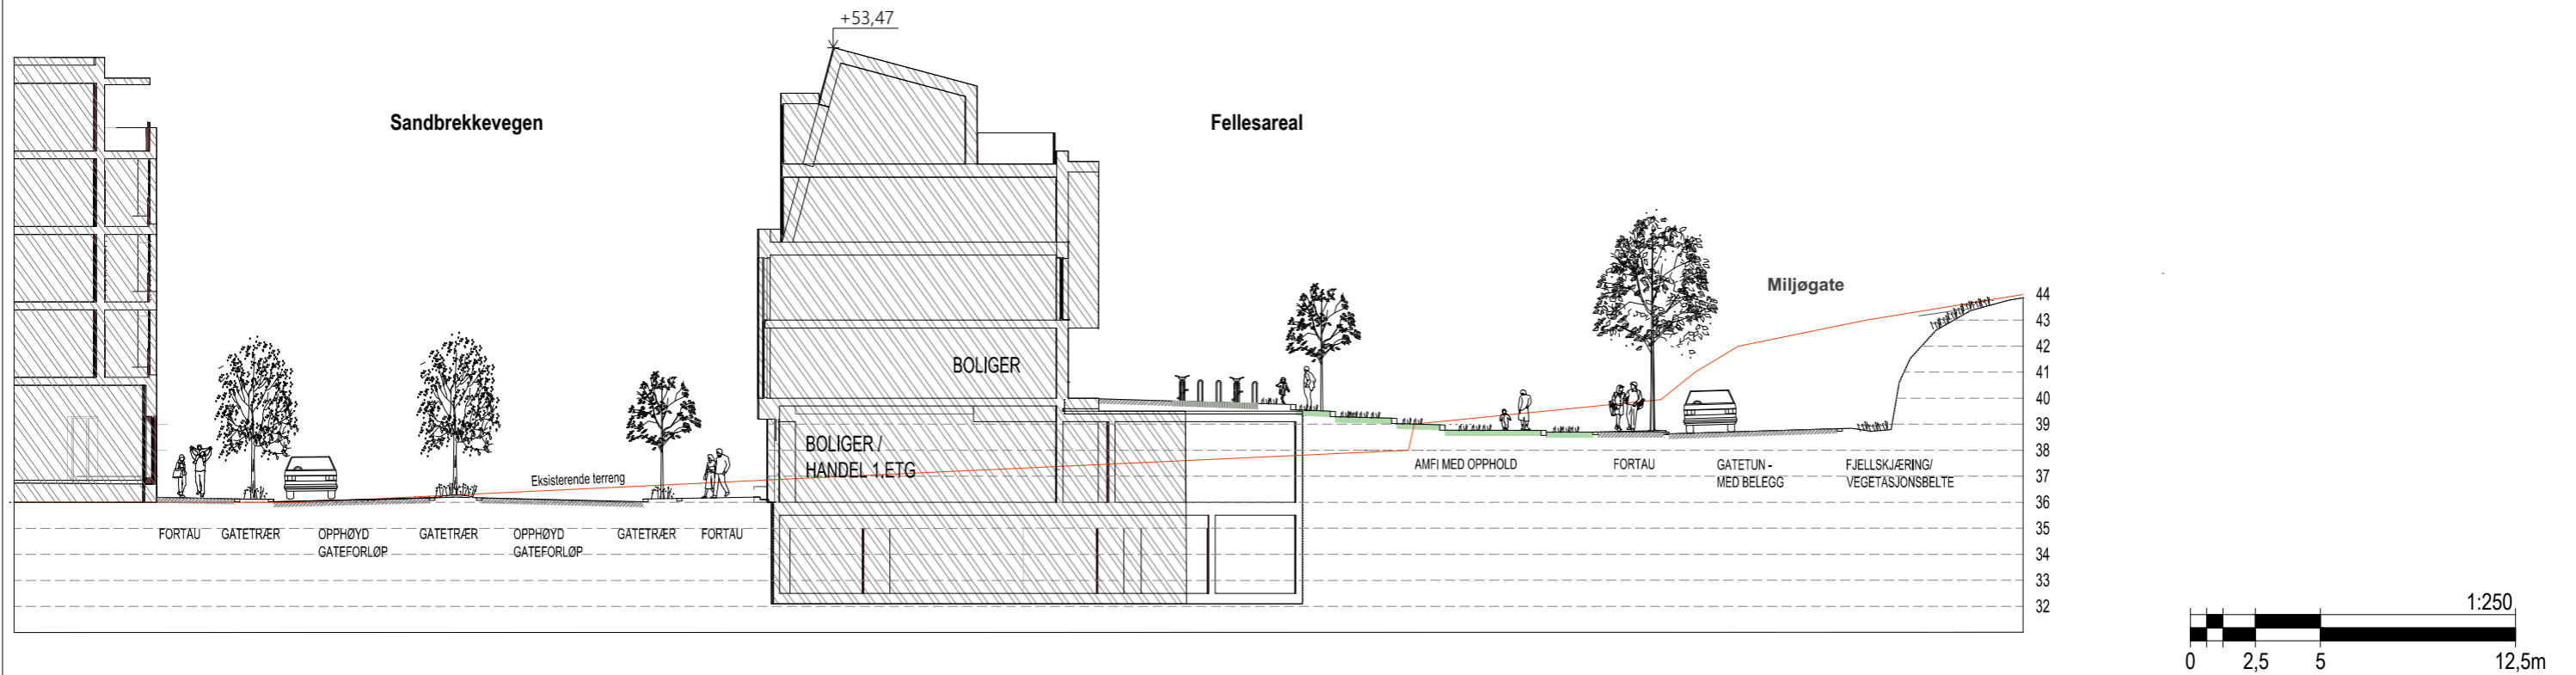 +53,47
Sandbrekkevegen
Fellesareal
Miljøgate
44
43
42
41
40
39
38
37
36
35
34
33
32
BOLIGER
BOLIGER /
HANDEL 1.ETG
Eksisterende terreng
AMFI MED OPPHOLD
FORTAU
GATETUN -
MED BELEGG
FJELLSKJÆRING/
VEGETASJONSBELTE
FORTAU
GATETRÆR
OPPHØYD
GATEFORLØP
GATETRÆR
OPPHØYD
GATEFORLØP
GATETRÆR
FORTAU
1:250
0
2,5
5
12,5m